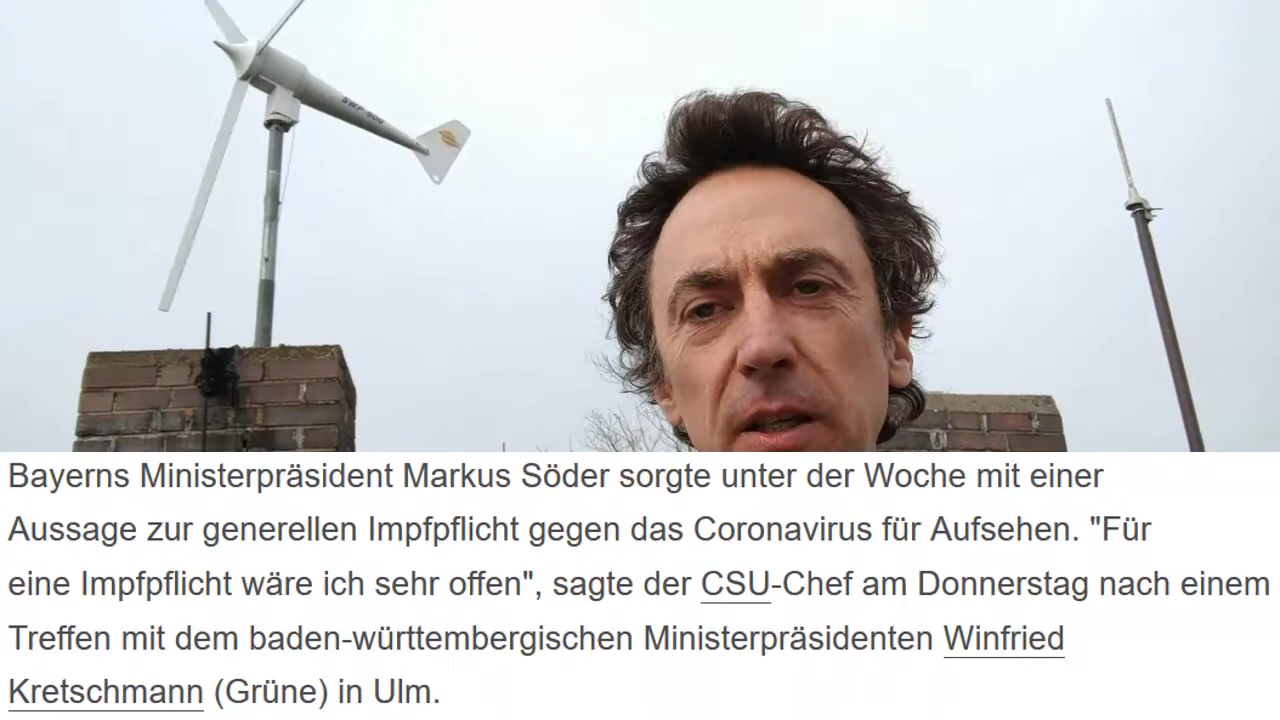 SWP-600
Bayerns Ministerpräsident Markus Söder sorgte unter der Woche mit einer
Aussage zur generellen Impfpflicht gegen das Coronavirus für Aufsehen. "Für
eine Impfpflicht wäre ich sehr offen", sagte der CSU-Chef am Donnerstag nach einem
Treffen mit dem baden-württembergischen Ministerpräsidenten Winfried
Kretschmann (Grüne) in Ulm.